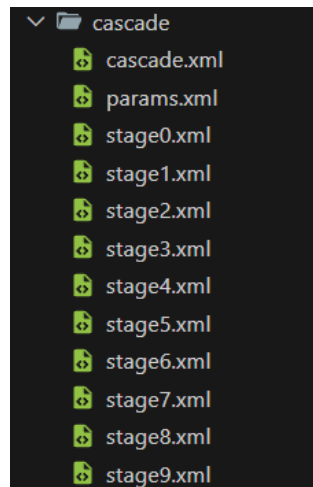 cascade
cascade.xml
params.xml
stage0.xml
stage1.xml
stage2.xml
stage3.xml
stage4.xml
stage5.xml
stage6.xml
stage7.xml
stage8.xml
stage9.xml